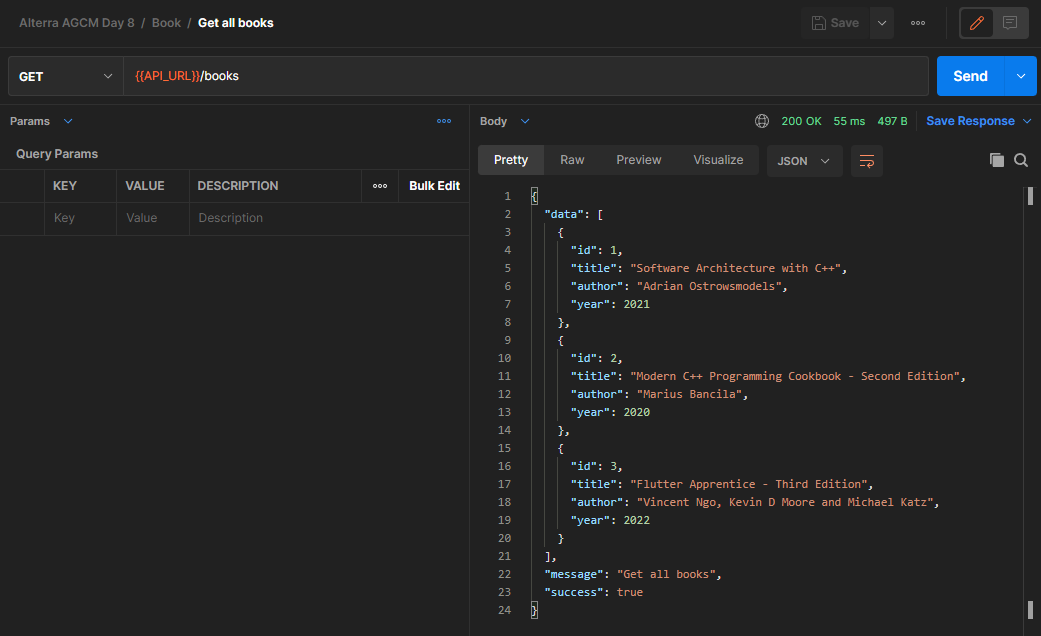 Alterra AGCM Day 8 / Book / Get all books
Save
GET
{{API_URL}}/books
Send
Params
Query Params
KEY VALUE DESCRIPTION Bulk Edit
Key Value Description
Body
200 OK 55 ms 497 B Save Response
Pretty Raw Preview Visualize JSON
1 {
2 "data": [
3 {
4 "id": 1,
5 "title": "Software Architecture with C++",
6 "author": "Adrian Ostrowsmodels",
7 "year": 2021
8 },
9 {
10 "id": 2,
11 "title": "Modern C++ Programming Cookbook - Second Edition",
12 "author": "Marius Bancila",
13 "year": 2020
14 },
15 {
16 "id": 3,
17 "title": "Flutter Apprentice - Third Edition",
18 "author": "Vincent Ngo, Kevin D Moore and Michael Katz",
19 "year": 2022
20 }
21 ],
22 "message": "Get all books",
23 "success": true
24 }